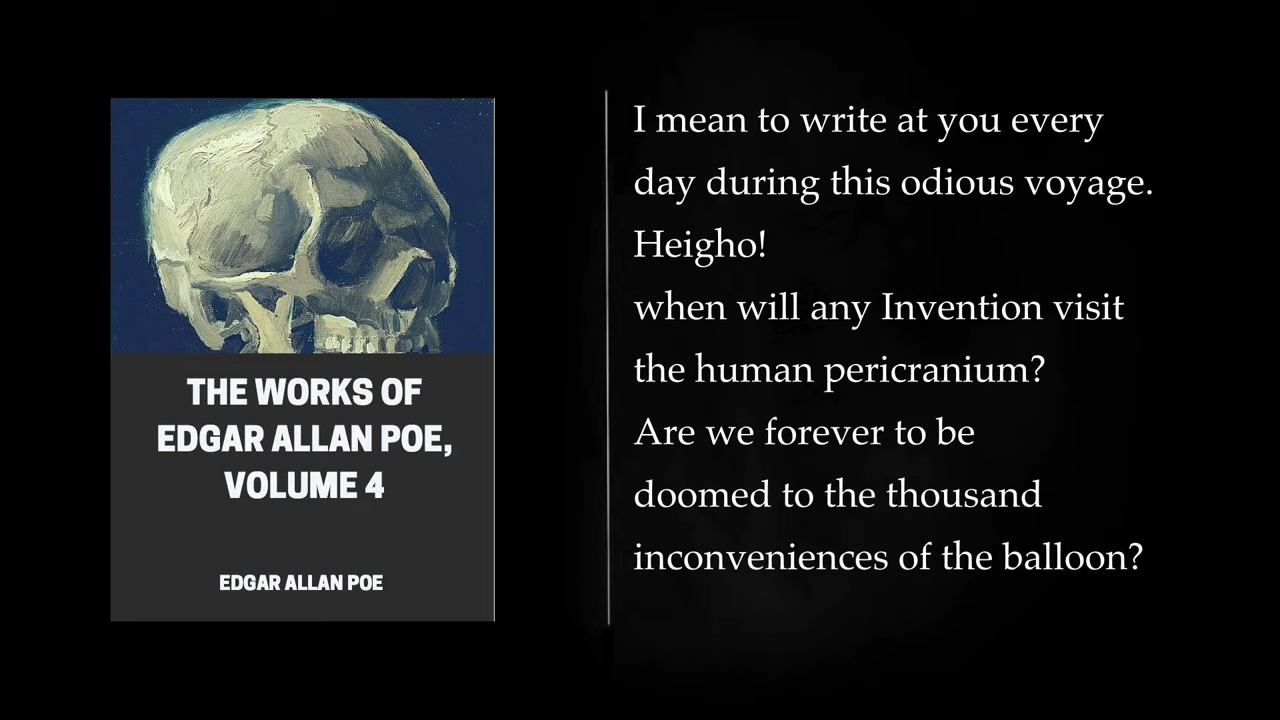 THE WORKS OF
EDGAR ALLAN POE,
VOLUME 4
EDGAR ALLAN POE
I mean to write at you every
day during this odious voyage.
Heigho!
when will any Invention visit
the human pericranium?
Are we forever to be
doomed to the thousand
inconveniences of the balloon?